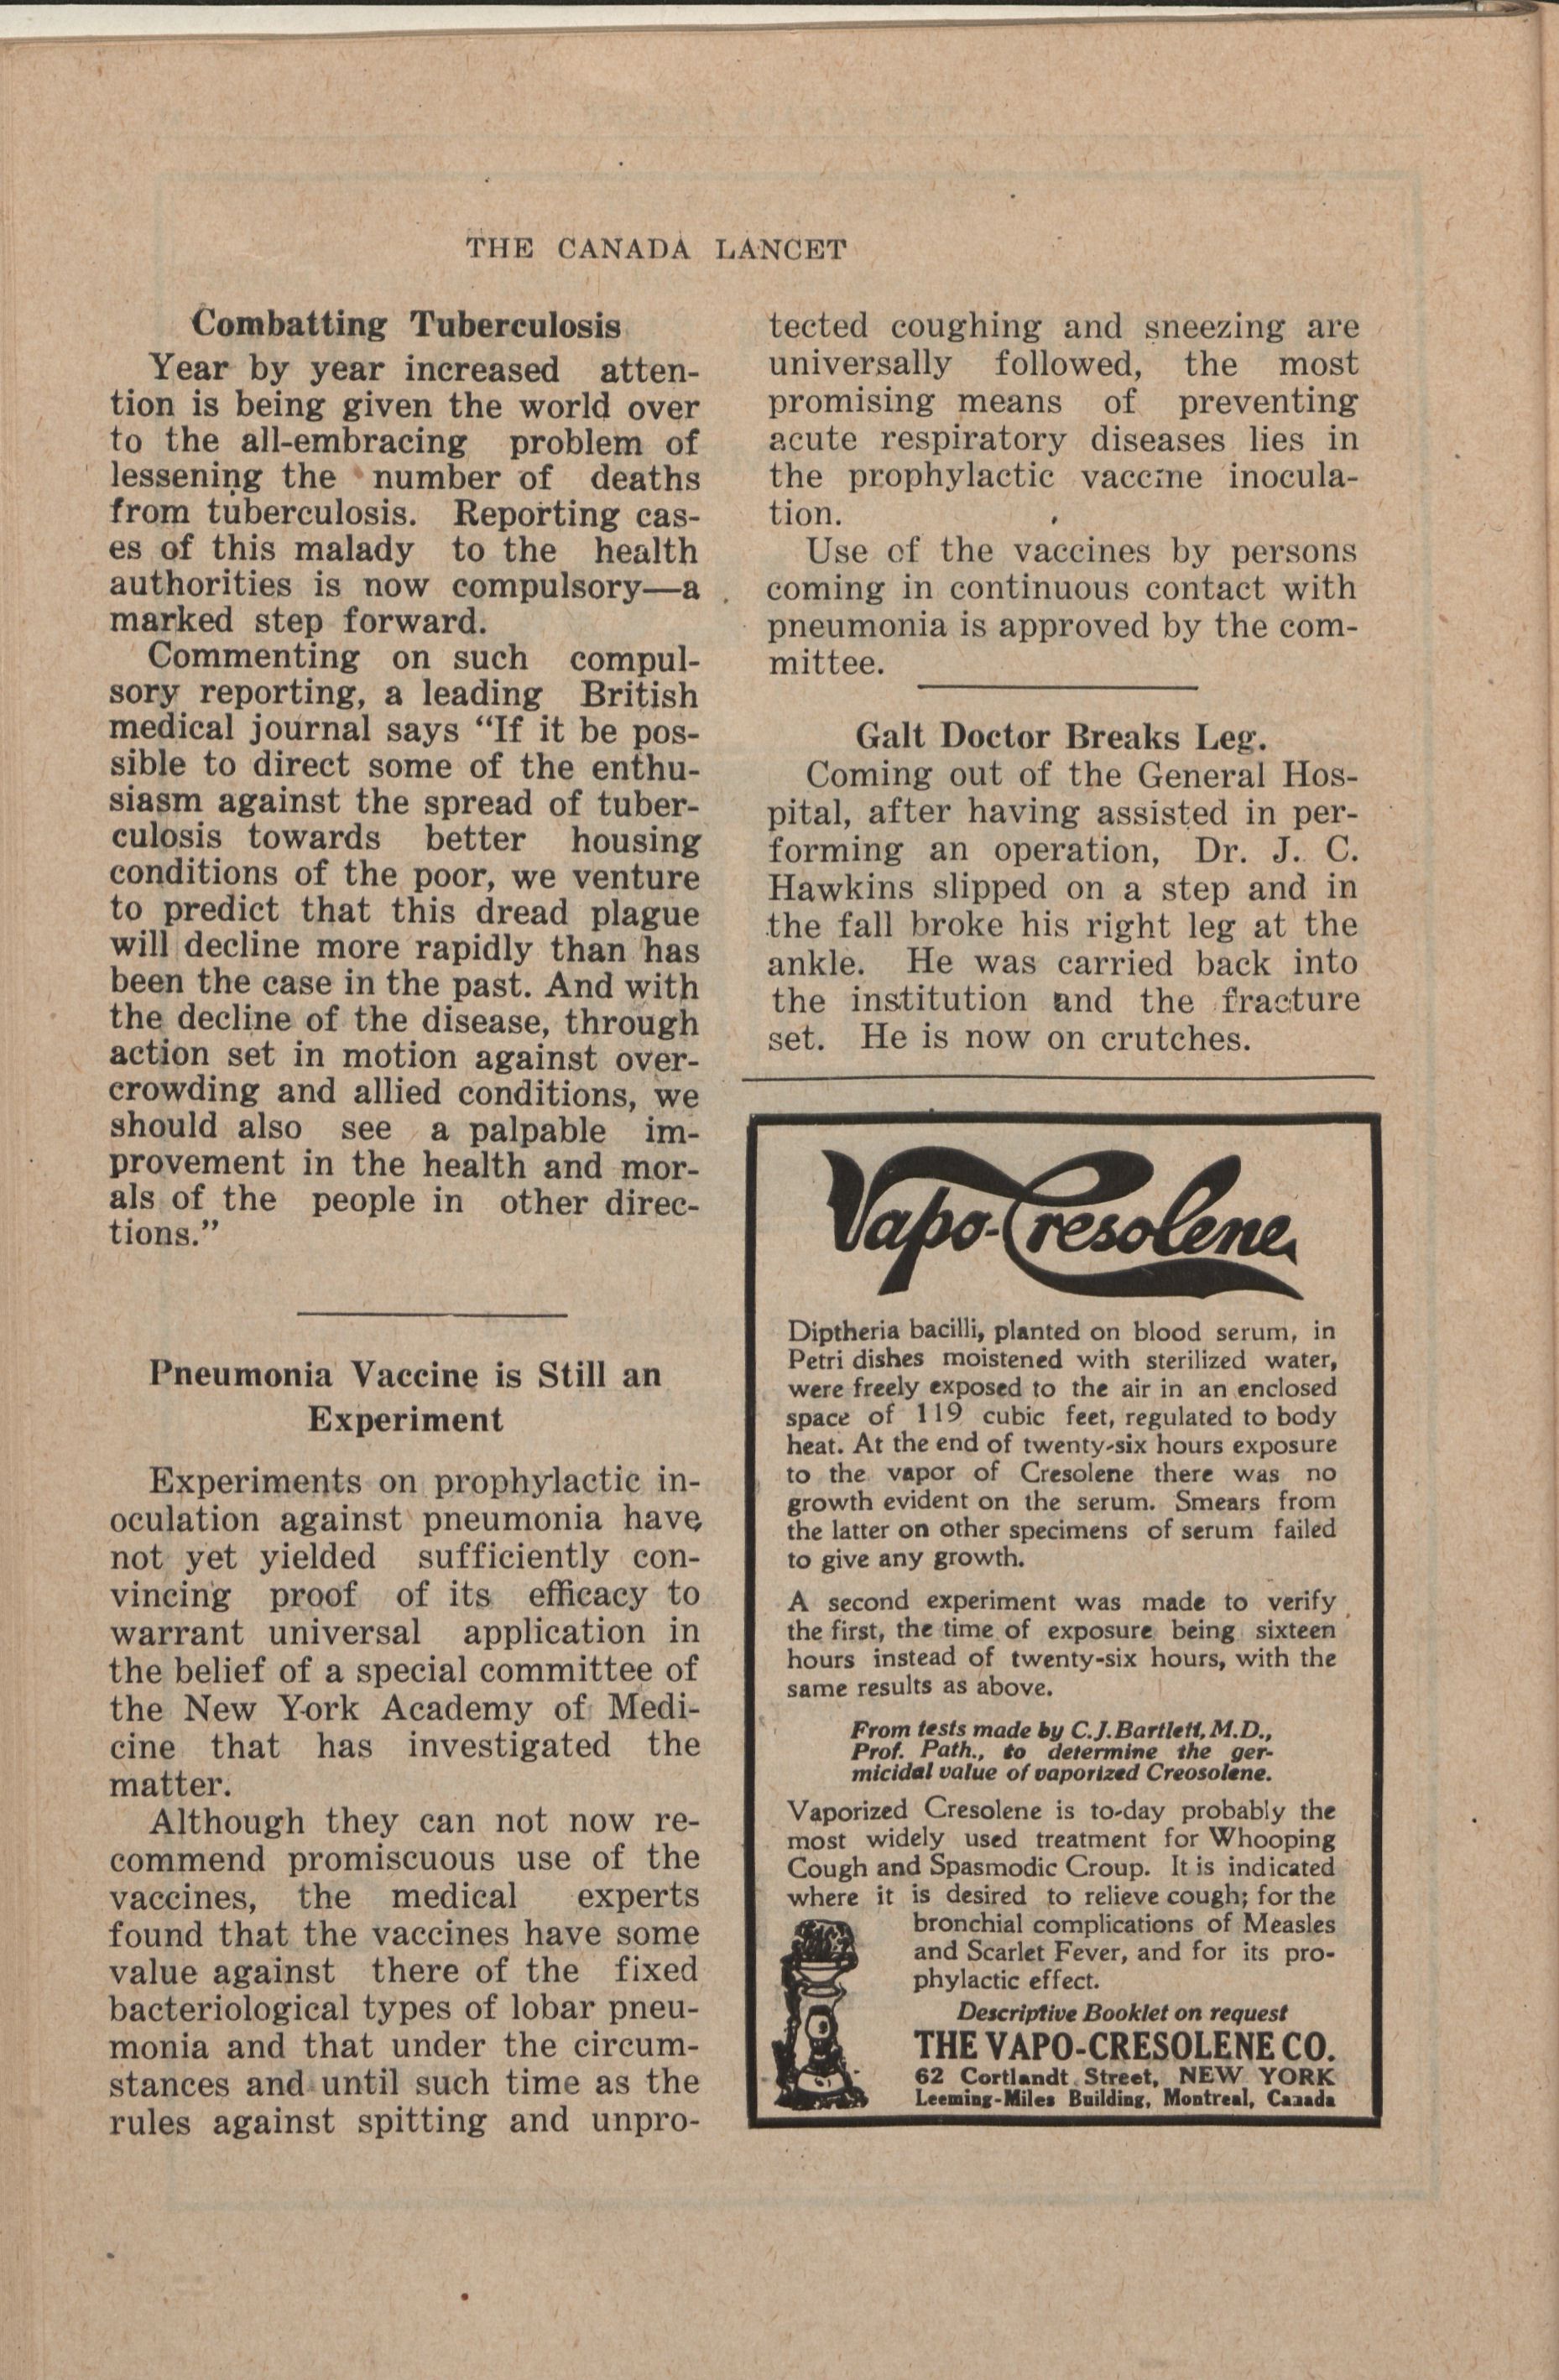 THE CANADA LANCET
Combatting Tuberculosis
Year by year increased atten-
tion is being given the world over
to the all-embracing problem of
lessening the number of deaths
from tuberculosis. Reporting cas-
es of this malady to the health
authorities is now compulsory—a
marked step forward.
Commenting on such compul-
sory reporting, a leading British
medical journal says “If it be pos-
sible to direct some of the enthu-
siasm against the spread of tuber-
culosis towards better housing
conditions of the poor, we venture
to predict that this dread plague
will decline more rapidly than has
been the case in the past. And with
the decline of the disease, through
action set in motion against over-
crowding and allied conditions, we
should also see a palpable im-
provement in the health and mor-
als of the people in other direc-
tions.”
Pneumonia Vaccine is Still an
Experiment
Experiments on prophylactic in-
oculation against pneumonia have
not yet yielded sufficiently con-
vincing proof of its efficacy to
warrant universal application in
the belief of a special committee of
the New York Academy of Medi-
cine that has investigated the
matter.
Although they can not now re-
commend promiscuous use of the
vaccines, the medical experts
found that the vaccines have some
value against there of the fixed
bacteriological types of lobar pneu-
monia and that under the circum-
stances and until such time as the
rules against spitting and unpro-
tected coughing and sneezing are
universally followed, the most
promising means of preventing
acute respiratory diseases lies in
the prophylactic vaccine inocula-
tion.
Use of the vaccines by persons
coming in continuous contact with
pneumonia is approved by the com-
mittee.
Galt Doctor Breaks Leg.
Coming out of the General Hos-
pital, after having assisted in per-
forming an operation, Dr. J. C.
Hawkins slipped on a step and in
the fall broke his right leg at the
ankle. He was carried back into
the institution and the fracture
set. He is now on crutches.
Vapo-Cresolene
Diptheria bacilli, planted on blood serum, in
Petri dishes moistened with sterilized water,
were freely exposed to the air in an enclosed
space of 119 cubic feet, regulated to body
heat. At the end of twenty-six hours exposure
to the vapor of Cresolene there was no
growth evident on the serum. Smears from
the latter on other specimens of serum failed
to give any growth.
A second experiment was made to verify
the first, the time of exposure being sixteen
hours instead of twenty-six hours, with the
same results as above.
From tests made by C.J. Bartlett, M.D.,
Prof. Path., to determine the ger-
micidal value of vaporized Creosolene.
Vaporized Cresolene is to-day probably the
most widely used treatment for Whooping
Cough and Spasmodic Croup. It is indicated
where it is desired to relieve cough; for the
bronchial complications of Measles
and Scarlet Fever, and for its pro-
phylactic effect.
Descriptive Booklet on request
THE VAPO-CRESOLENE CO.
62 Cortlandt Street, NEW YORK
Leeming-Miles Building, Montreal, Canada